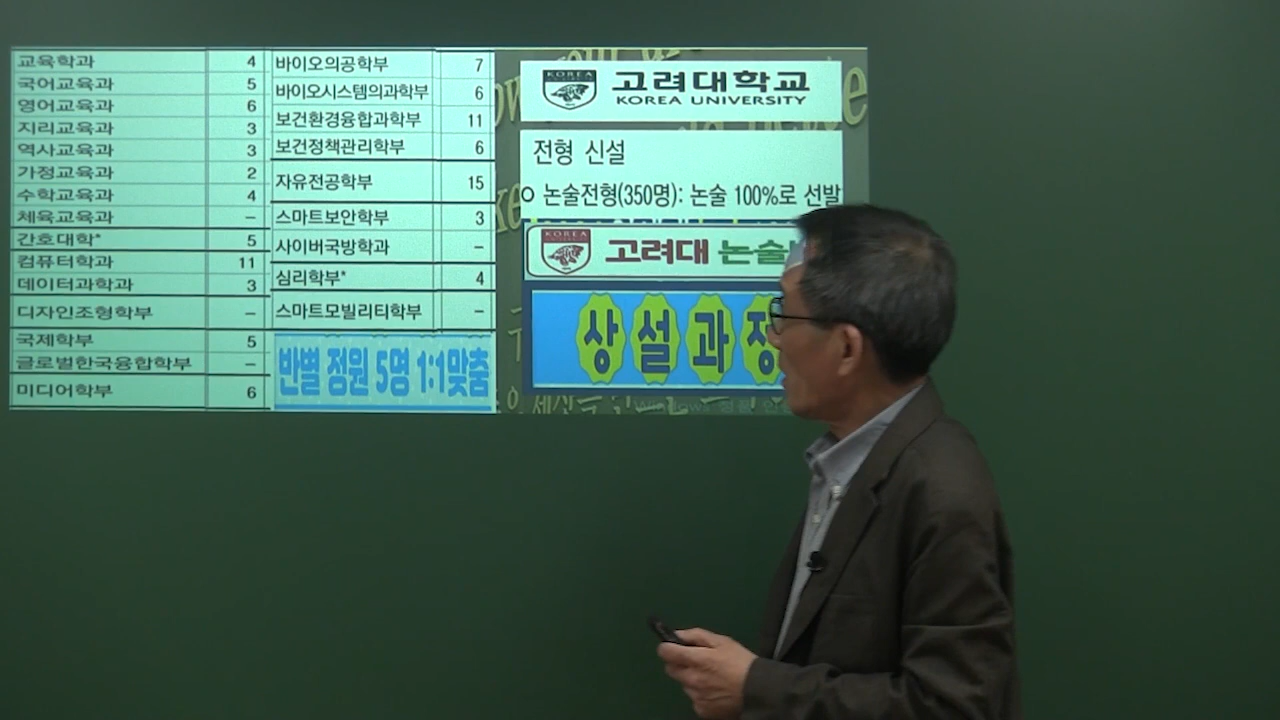 교육학과 4
국어교육과 5
영어교육과 6
지리교육과 3
역사교육과 3
가정교육과 2
수학교육과 4
체육교육과 –
간호대학* 5
컴퓨터학과 11
데이터과학과 3
디자인조형학부 –
국제학부 5
글로벌한국융합학부 –
미디어학부 6
바이오의공학부 7
바이오시스템의과학부 6
보건환경융합과학부 11
보건정책관리학부 6
자유전공학부 15
스마트보안학부 3
사이버국방학과 –
심리학부* 4
스마트모빌리티학부 –
반별 정원 5명 1:1맞춤
KOREA
고려대학교
KOREA UNIVERSITY
전형 신설
o 논술전형(350명): 논술 100%로 선발
KOREA
고려대 논술
상설과정